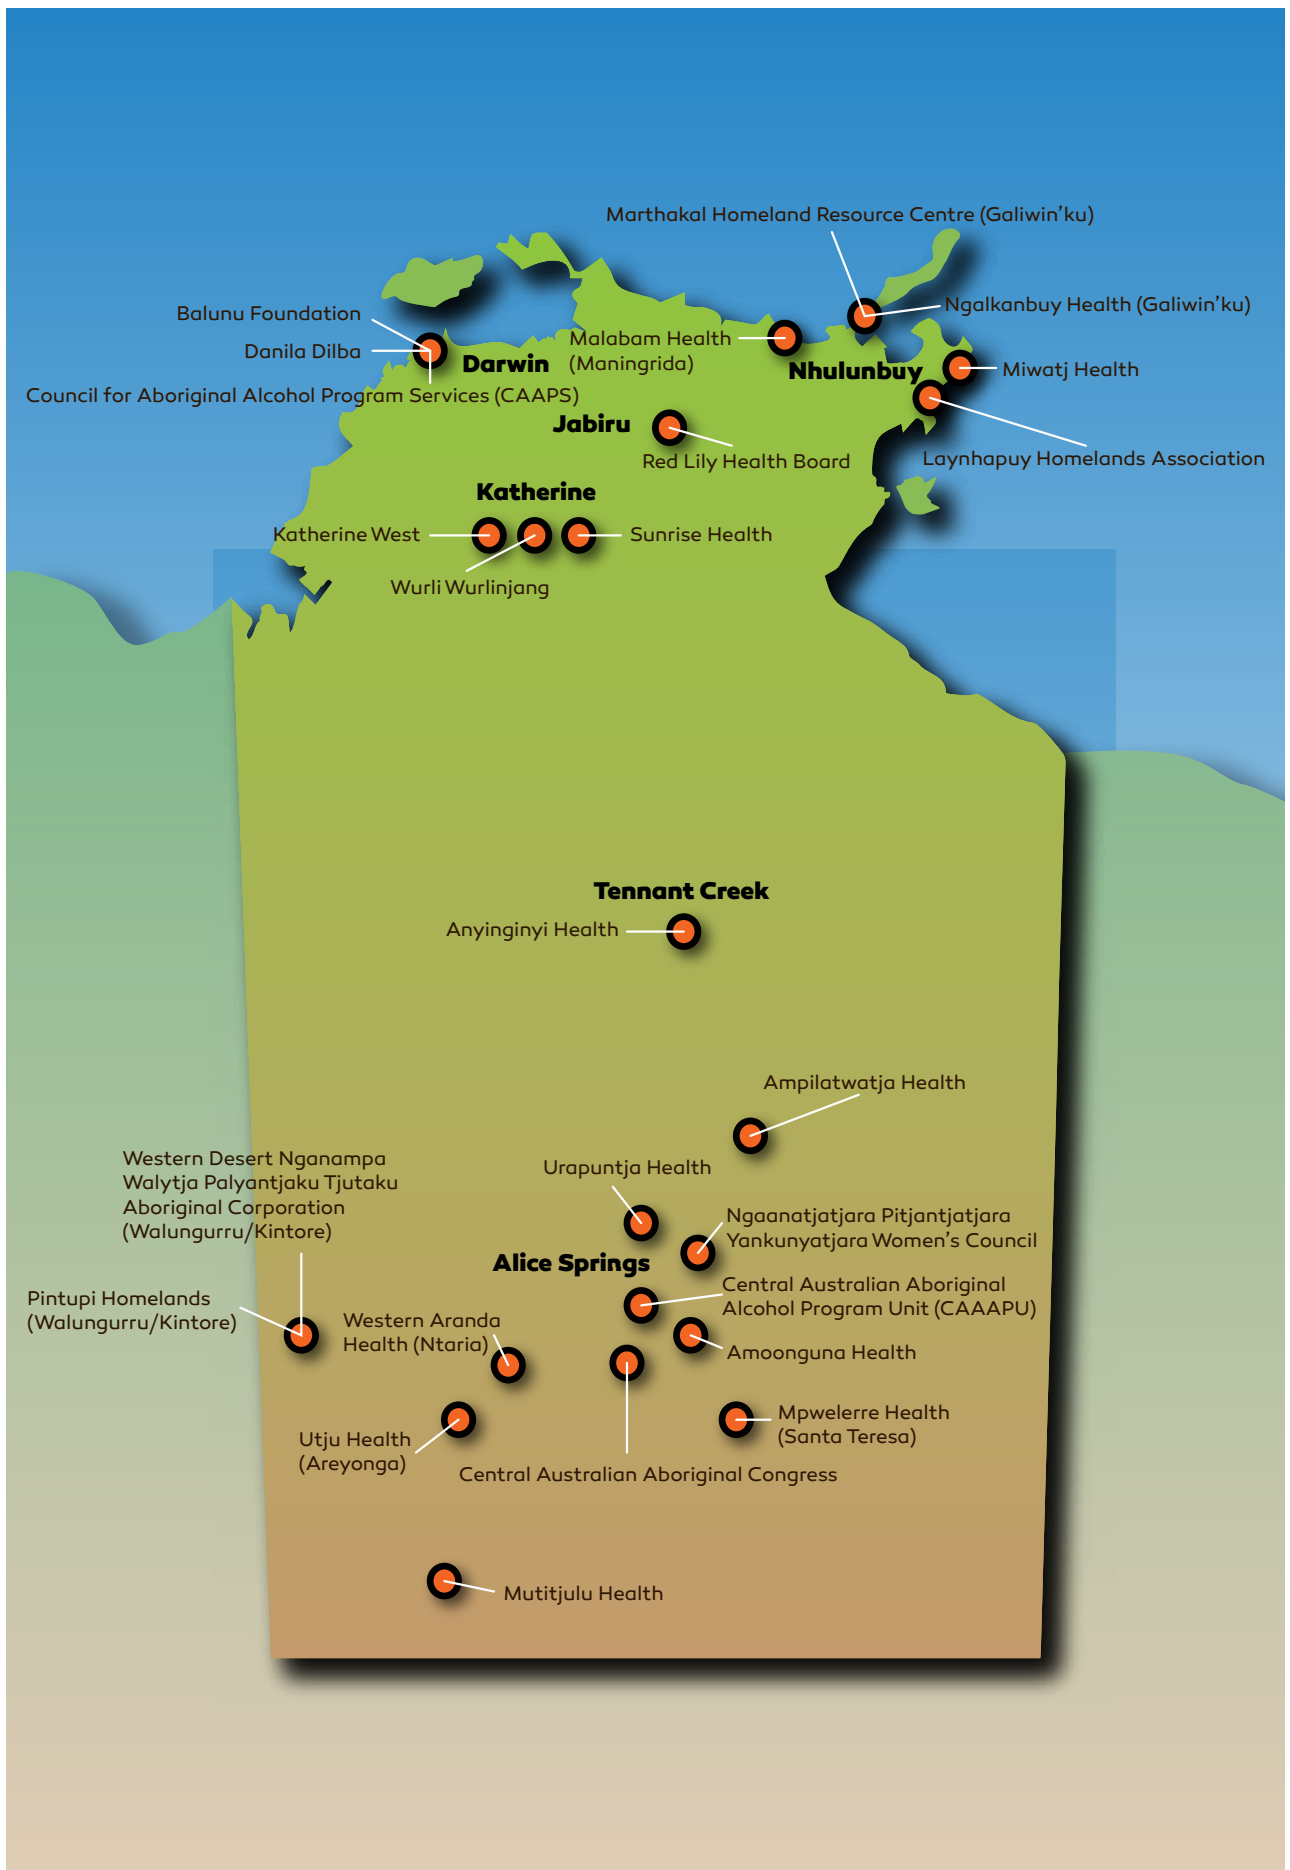 Marthakal Homeland Resource Centre (Galiwin'ku)
Ngalkanbuy Health (Galiwin'ku)
Balunu Foundation
Danila Dilba
Council for Aboriginal Alcohol Program Services (CAAPS)
Darwin
Malabam Health
(Maningrida)
Nhulunbuy
Miwatj Health
Jabiru
Red Lily Health Board
Laynhapuy Homelands Association
Katherine
Katherine West
Sunrise Health
Wurli Wurlinjang
Tennant Creek
Anyinginyi Health
Ampilatwatja Health
Western Desert Nganampa
Walytja Palyantjaku Tjutaku
Aboriginal Corporation
(Walungurru/Kintore)
Urapuntja Health
Ngaanatjatjara Pitjantjatjara
Yankunyatjara Women's Council
Alice Springs
Central Australian Aboriginal
Alcohol Program Unit (CAAAPU)
Pintupi Homelands
(Walungurru/Kintore)
Western Aranda
Health (Ntaria)
Amoonguna Health
Mpwelerre Health
(Santa Teresa)
Utju Health
(Areyonga)
Central Australian Aboriginal Congress
Mutitjulu Health